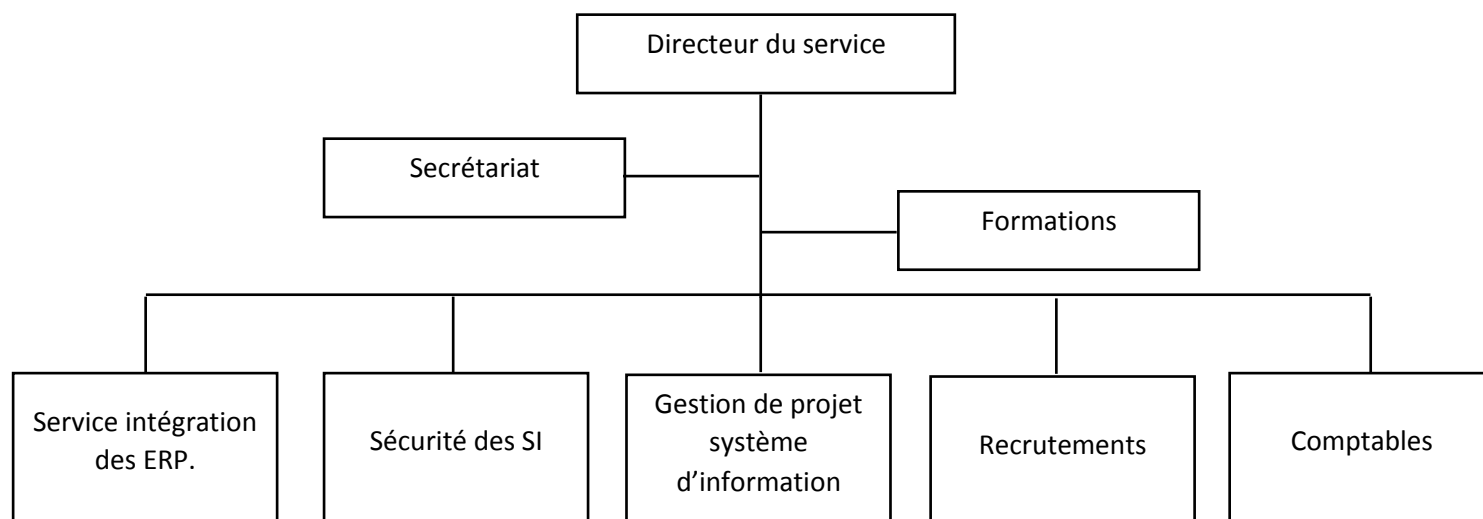 Directeur du service
Secrétariat
Formations
Service intégration
des ERP.
Sécurité des SI
Gestion de projet
système
d’information
Recrutements
Comptables